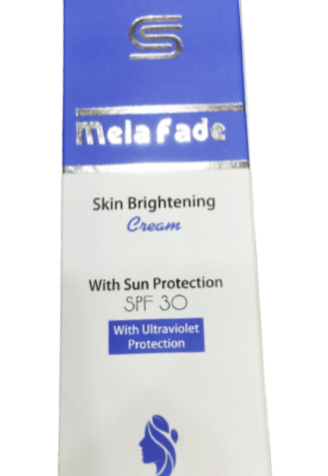 Mela Fade
Skin Brightening
Cream
With Sun Protection
SPF 30
With Ultraviolet
Protection